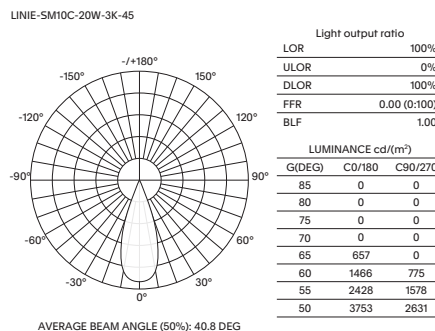 LINIE-SM10C-20W-3K-45
-/+180°
-150° 150°
-120° 120°
-90° 90°
-60° 60°
-30° 30°
0°
AVERAGE BEAM ANGLE (50%): 40.8 DEG
Light output ratio
LOR 100%
ULOR 0%
DLOR 100%
FFR 0.00 (0:100)
BLF 1.00
LUMINANCE cd/(m²)
G(DEG) C0/180 C90/270
85 0 0
80 0 0
75 0 0
70 0 0
65 657 0
60 1466 775
55 2428 1578
50 3753 2631